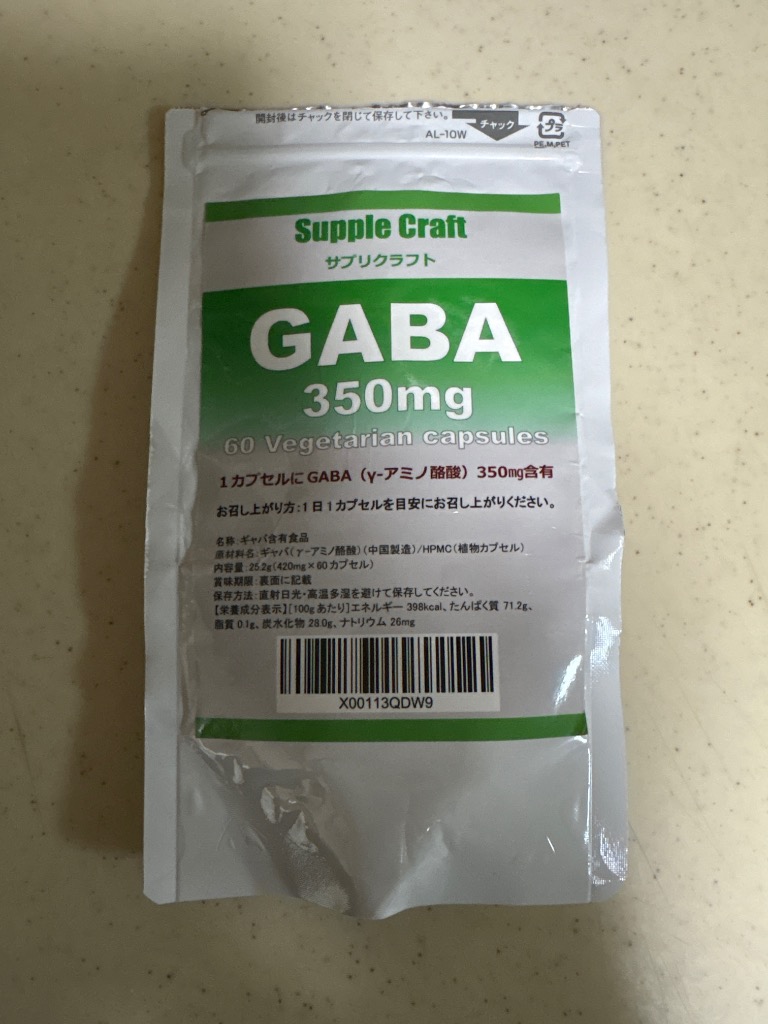 開封後はチャックを閉じて保存して下さい。
チャック
プラ
AL-10W
PE,M,PET
Supple Craft
サプリクラフト
GABA
350mg
60 Vegetarian capsules
1カプセルにGABA（γ-アミノ酪酸）350mg含有
お召し上がり方：1日1カプセルを目安にお召し上がりください。
名称：ギャバ含有食品
原材料名：ギャバ（γ-アミノ酪酸）（中国製造）/HPMC（植物カプセル）
内容量：25.2g（420mg×60カプセル）
賞味期限：裏面に記載
保存方法：直射日光・高温多湿を避けて保存してください。
【栄養成分表示】[100gあたり]エネルギー 398kcal、たんぱく質 71.2g、
脂質 0.1g、炭水化物 28.0g、ナトリウム 26mg
X00113QDW9